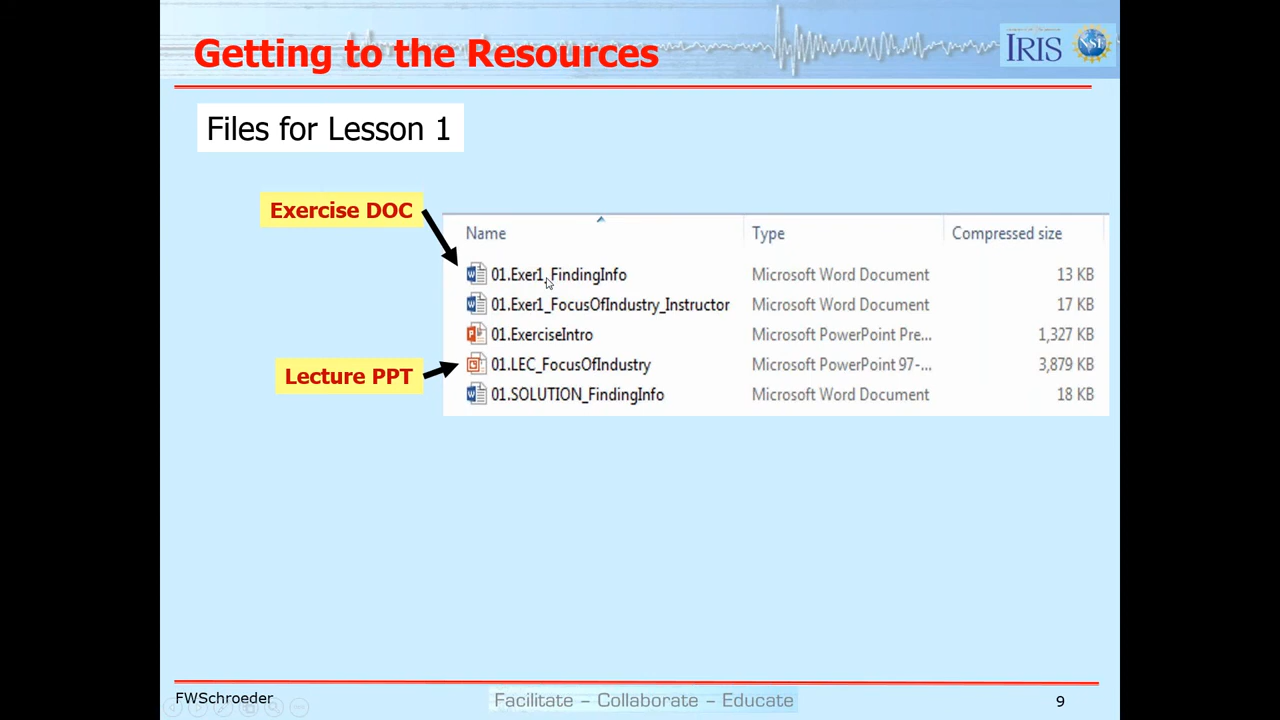 Getting to the Resources
IRIS
NSF
Files for Lesson 1
Exercise DOC
Name Type Compressed size
01.Exer1_FindingInfo Microsoft Word Document 13 KB
01.Exer1_FocusOfIndustry_Instructor Microsoft Word Document 17 KB
01.ExerciseIntro Microsoft PowerPoint Pre... 1,327 KB
Lecture PPT
01.LEC_FocusOfIndustry Microsoft PowerPoint 97-... 3,879 KB
01.SOLUTION_FindingInfo Microsoft Word Document 18 KB
FWSchroeder
Facilitate – Collaborate – Educate
9